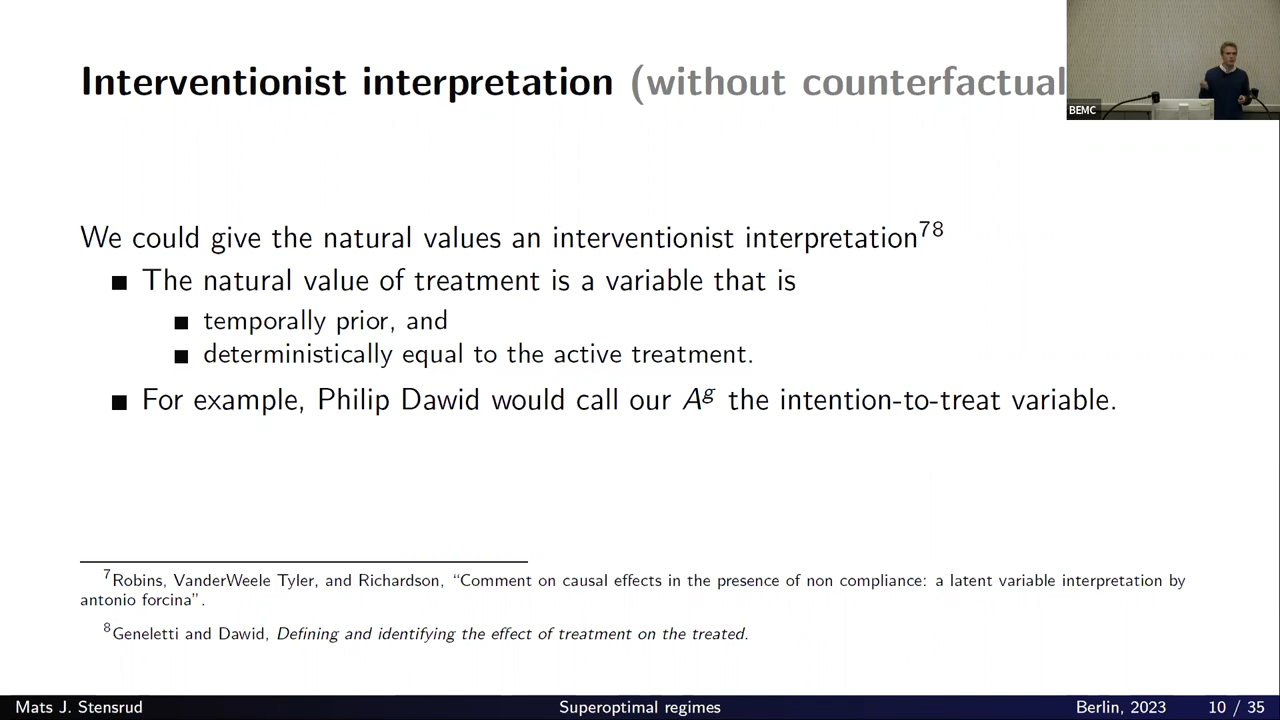 Interventionist interpretation (without counterfactual
BEMC
We could give the natural values an interventionist interpretation⁷⁸
■ The natural value of treatment is a variable that is
■ temporally prior, and
■ deterministically equal to the active treatment.
■ For example, Philip Dawid would call our Aᵍ the intention-to-treat variable.
⁷Robins, VanderWeele Tyler, and Richardson, “Comment on causal effects in the presence of non compliance: a latent variable interpretation by
antonio forcina”.
⁸Geneletti and Dawid, Defining and identifying the effect of treatment on the treated.
Mats J. Stensrud Superoptimal regimes Berlin, 2023 10 / 35